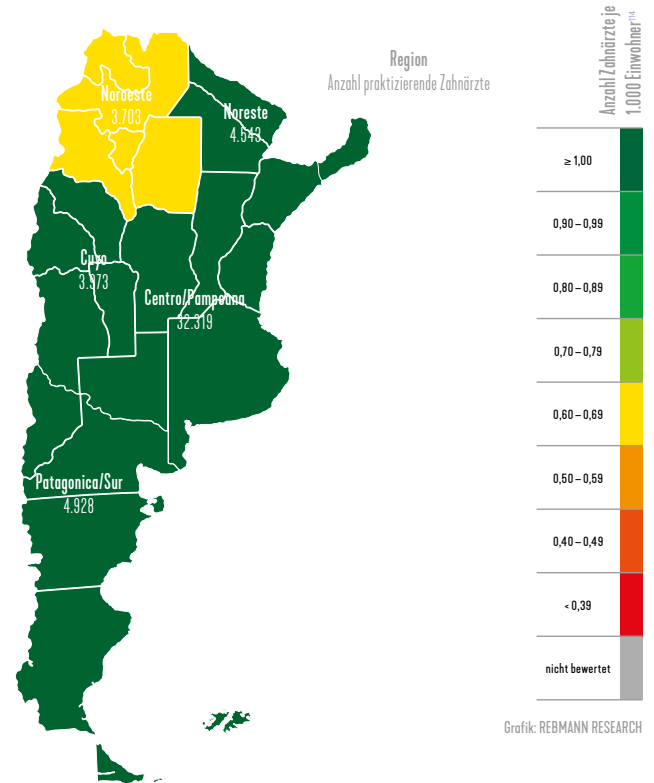 Region
Anzahl praktizierende Zahnärzte
Anzahl Zahnärzte je
1.000 Einwohner¹¹⁴
Noroeste
3.703
Noreste
4.543
Cuyo
3.973
Centro/Pampeana
32.319
Patagonica/Sur
4.928
≥ 1,00
0,90 – 0,99
0,80 – 0,89
0,70 – 0,79
0,60 – 0,69
0,50 – 0,59
0,40 – 0,49
< 0,39
nicht bewertet
Grafik: REBMANN RESEARCH